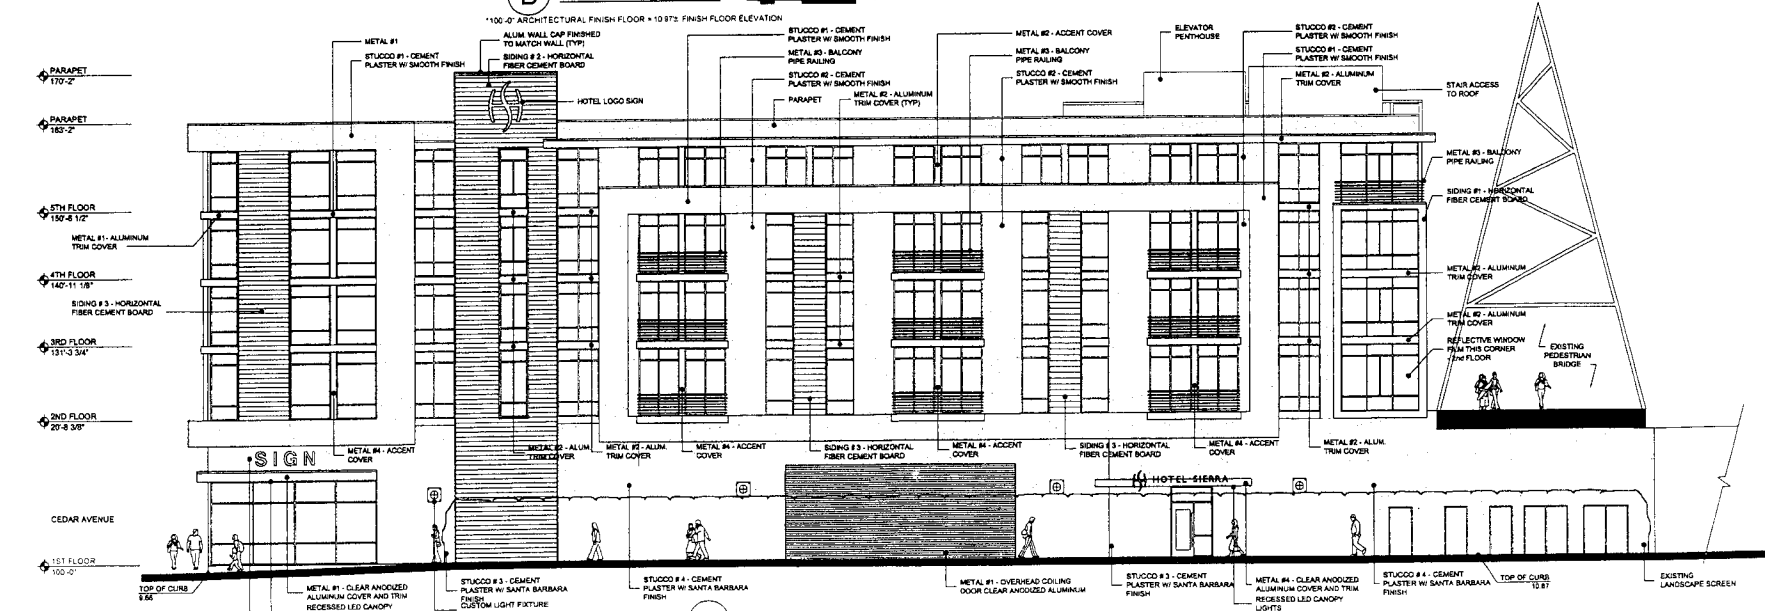 B
"100'-0" ARCHITECTURAL FINISH FLOOR = 10.97± FINISH FLOOR ELEVATION
METAL #1
STUCCO #1 - CEMENT
PLASTER W/ SMOOTH FINISH
ALUM. WALL CAP FINISHED
TO MATCH WALL (TYP)
SIDING # 2 - HORIZONTAL
FIBER CEMENT BOARD
HOTEL LOGO SIGN
STUCCO #1 - CEMENT
PLASTER W/ SMOOTH FINISH
METAL #3 - BALCONY
PIPE RAILING
STUCCO #2 - CEMENT
PLASTER W/ SMOOTH FINISH
PARAPET
METAL #2 - ALUMINUM
TRIM COVER (TYP)
METAL #2 - ACCENT COVER
METAL #3 - BALCONY
PIPE RAILING
STUCCO #2 - CEMENT
PLASTER W/ SMOOTH FINISH
ELEVATOR
PENTHOUSE
STUCCO #2 - CEMENT
PLASTER W/ SMOOTH FINISH
STUCCO #1 - CEMENT
PLASTER W/ SMOOTH FINISH
METAL #2 - ALUMINUM
TRIM COVER
STAIR ACCESS
TO ROOF
METAL #3 - BALCONY
PIPE RAILING
SIDING #1 - HORIZONTAL
FIBER CEMENT BOARD
METAL #2 - ALUMINUM
TRIM COVER
METAL #2 - ALUMINUM
TRIM COVER
REFLECTIVE WINDOW
FILM THIS CORNER
- 2nd FLOOR
EXISTING
PEDESTRIAN
BRIDGE
PARAPET
170'-2"
PARAPET
163'-2"
5TH FLOOR
150'-6 1/2"
METAL #1 - ALUMINUM
TRIM COVER
4TH FLOOR
140'-11 1/8"
SIDING # 3 - HORIZONTAL
FIBER CEMENT BOARD
3RD FLOOR
131'-3 3/4"
2ND FLOOR
20'-8 3/8"
METAL #4 - ACCENT
COVER
METAL #2 - ALUM.
TRIM COVER
METAL #2 - ALUM.
TRIM COVER
METAL #4 - ACCENT
COVER
SIDING # 3 - HORIZONTAL
FIBER CEMENT BOARD
METAL #4 - ACCENT
COVER
SIDING # 3 - HORIZONTAL
FIBER CEMENT BOARD
METAL #4 - ACCENT
COVER
METAL #2 - ALUM.
TRIM COVER
SIGN
HOTEL SIERRA
CEDAR AVENUE
1ST FLOOR
100'-0"
TOP OF CURB
9.66
METAL #1 - CLEAR ANODIZED
ALUMINUM COVER AND TRIM
RECESSED LED CANOPY
STUCCO # 3 - CEMENT
PLASTER W/ SANTA BARBARA
FINISH
CUSTOM LIGHT FIXTURE
STUCCO # 4 - CEMENT
PLASTER W/ SANTA BARBARA
FINISH
METAL #1 - OVERHEAD COILING
DOOR CLEAR ANODIZED ALUMINUM
STUCCO # 3 - CEMENT
PLASTER W/ SANTA BARBARA
FINISH
METAL #4 - CLEAR ANODIZED
ALUMINUM COVER AND TRIM
RECESSED LED CANOPY
LIGHTS
STUCCO # 4 - CEMENT
PLASTER W/ SANTA BARBARA
FINISH
TOP OF CURB
10.87
EXISTING
LANDSCAPE SCREEN